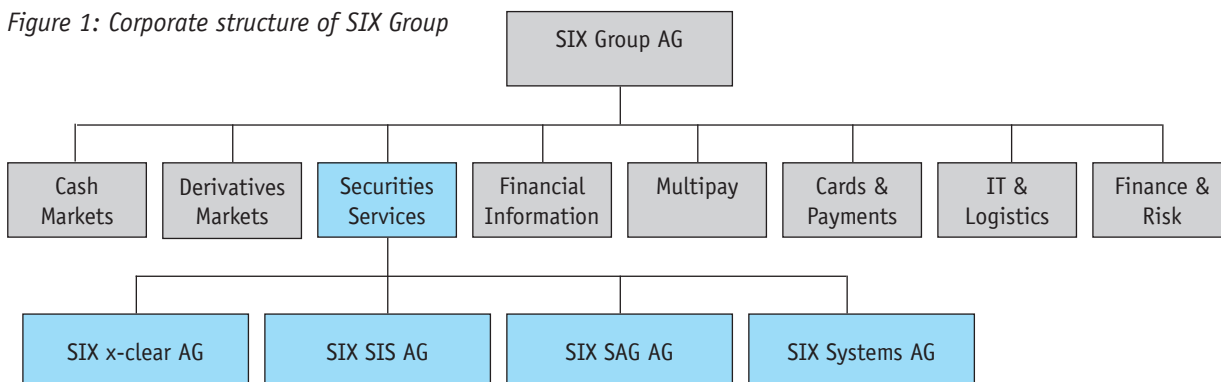 Figure 1: Corporate structure of SIX Group
SIX Group AG
Cash
Markets
Derivatives
Markets
Securities
Services
Financial
Information
Multipay
Cards &
Payments
IT &
Logistics
Finance &
Risk
SIX x-clear AG
SIX SIS AG
SIX SAG AG
SIX Systems AG